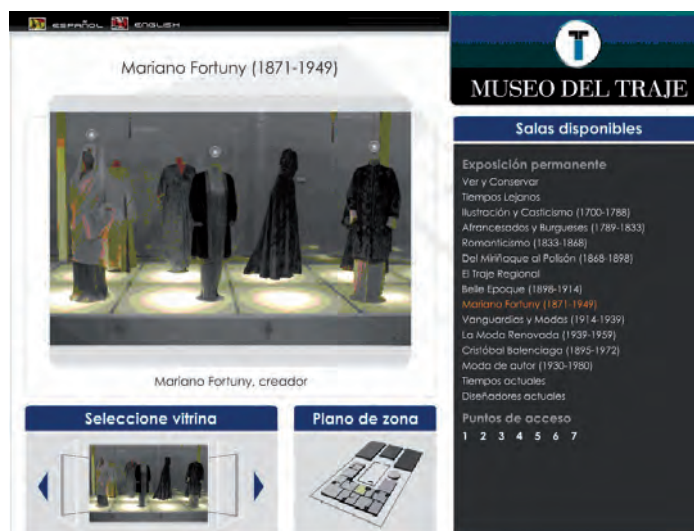 ESPAÑOL ENGLISH
Mariano Fortuny (1871-1949)
Mariano Fortuny, creador
Seleccione vitrina
Plano de zona
T
MUSEO DEL TRAJE
Salas disponibles
Exposición permanente
Ver y Conservar
Tiempos Lejanos
Ilustración y Casticismo (1700-1788)
Afrancesados y Burgueses (1789-1833)
Romanticismo (1833-1868)
Del Miriñaque al Polisón (1868-1898)
El Traje Regional
Belle Epoque (1898-1914)
Mariano Fortuny (1871-1949)
Vanguardias y Modas (1914-1939)
La Moda Renovada (1939-1959)
Cristóbal Balenciaga (1895-1972)
Moda de autor (1930-1980)
Tiempos actuales
Diseñadores actuales
Puntos de acceso
1 2 3 4 5 6 7